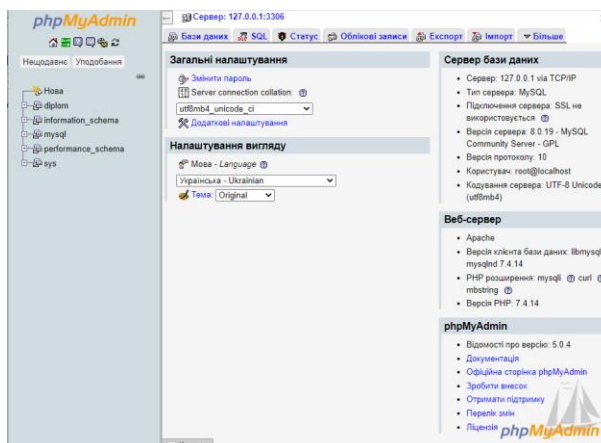 phpMyAdmin
Нещодавнє Уподобання
Нова
diplom
information_schema
mysql
performance_schema
sys
Сервер: 127.0.0.1:3306
Бази даних SQL Статус Облікові записи Експорт Імпорт Більше
Загальні налаштування
Змінити пароль
Server connection collation:
utf8mb4_unicode_ci
Додаткові налаштування
Налаштування вигляду
Мова - Language
Українська - Ukrainian
Тема: Original
Сервер бази даних
Сервер: 127.0.0.1 via TCP/IP
Тип сервера: MySQL
Підключення сервера: SSL не
використовується
Версія сервера: 8.0.19 - MySQL
Community Server - GPL
Версія протоколу: 10
Користувач: root@localhost
Кодування сервера: UTF-8 Unicode
(utf8mb4)
Веб-сервер
Apache
Версія клієнта бази даних: libmysql
mysqlnd 7.4.14
PHP розширення: mysqli curl
mbstring
Версія PHP: 7.4.14
phpMyAdmin
Відомості про версію: 5.0.4
Документація
Офіційна сторінка phpMyAdmin
Зробити внесок
Отримати підтримку
Перелік змін
Ліцензія
phpMyAdmin